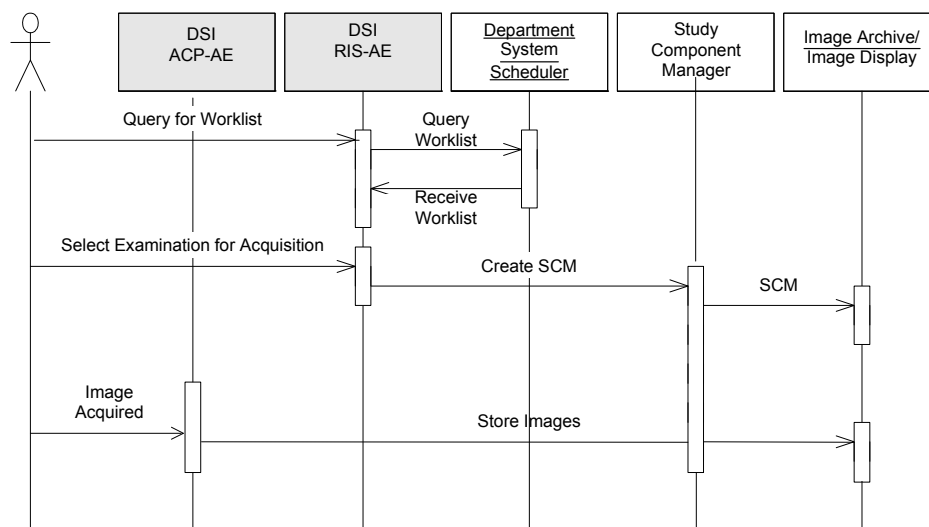 DSI
ACP-AE
DSI
RIS-AE
Department
System
Scheduler
Study
Component
Manager
Image Archive/
Image Display
Query for Worklist
Query
Worklist
Receive
Worklist
Select Examination for Acquisition
Create SCM
SCM
Image
Acquired
Store Images